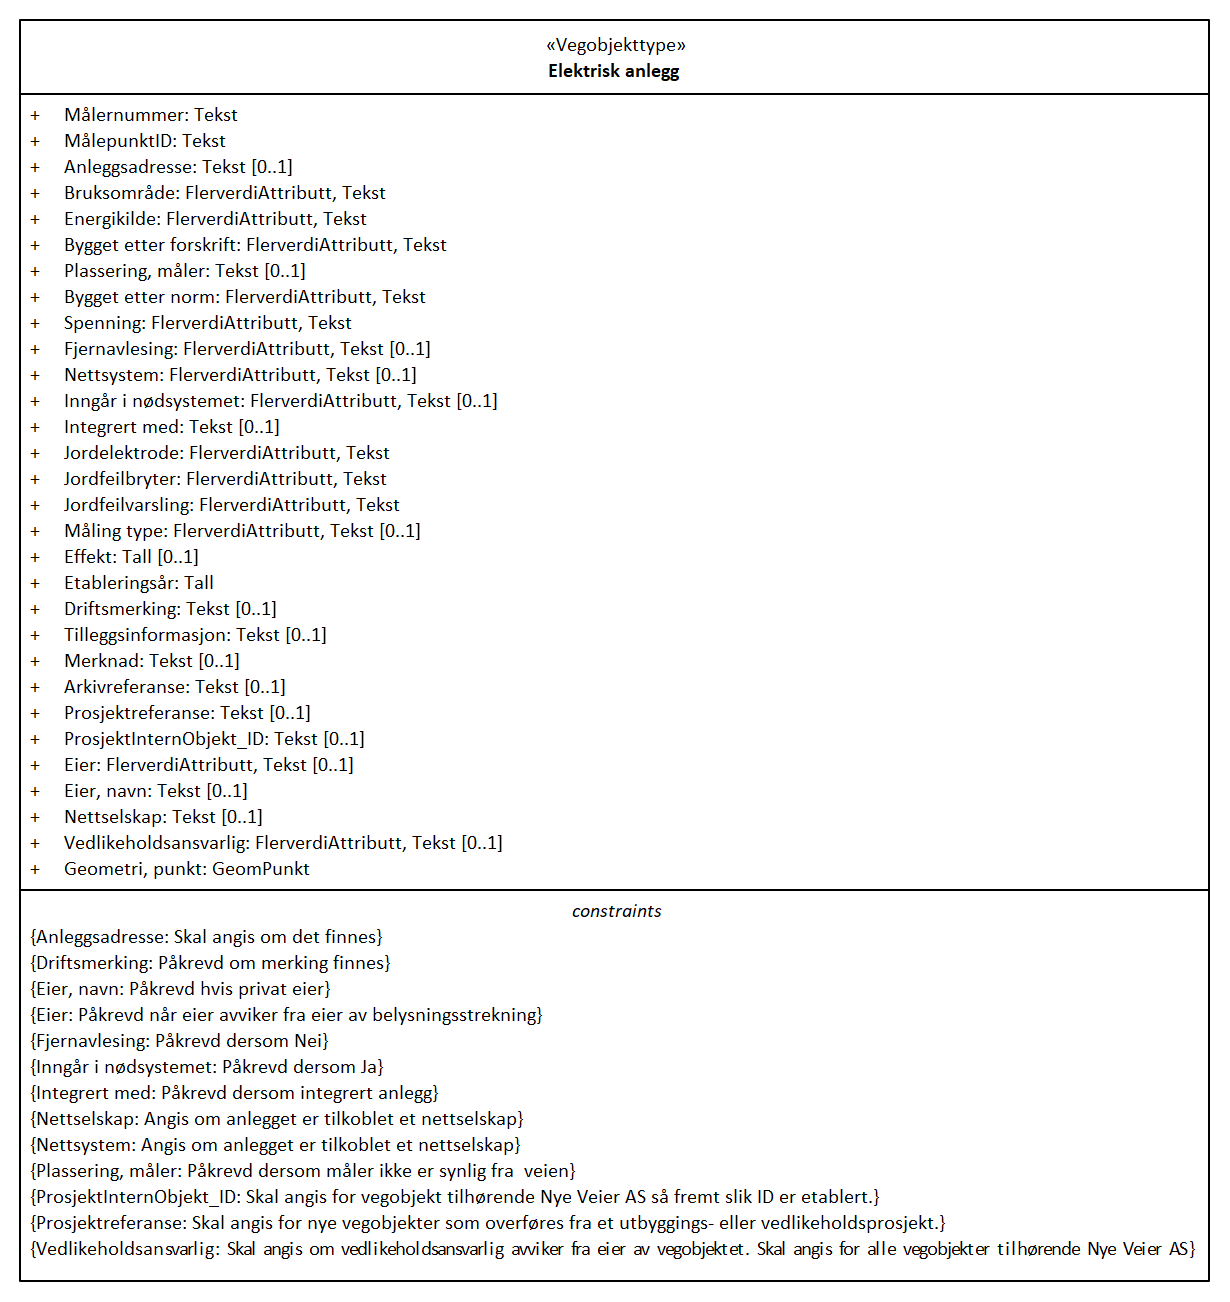 «Vegobjekttype»
Elektrisk anlegg
+ Målernummer: Tekst
+ MålepunktID: Tekst
+ Anleggsadresse: Tekst [0..1]
+ Bruksområde: FlerverdiAttributt, Tekst
+ Energikilde: FlerverdiAttributt, Tekst
+ Bygget etter forskrift: FlerverdiAttributt, Tekst
+ Plassering, måler: Tekst [0..1]
+ Bygget etter norm: FlerverdiAttributt, Tekst
+ Spenning: FlerverdiAttributt, Tekst
+ Fjernavlesing: FlerverdiAttributt, Tekst [0..1]
+ Nettsystem: FlerverdiAttributt, Tekst [0..1]
+ Inngår i nødsystemet: FlerverdiAttributt, Tekst [0..1]
+ Integrert med: Tekst [0..1]
+ Jordelektrode: FlerverdiAttributt, Tekst
+ Jordfeilbryter: FlerverdiAttributt, Tekst
+ Jordfeilvarsling: FlerverdiAttributt, Tekst
+ Måling type: FlerverdiAttributt, Tekst [0..1]
+ Effekt: Tall [0..1]
+ Etableringsår: Tall
+ Driftsmerking: Tekst [0..1]
+ Tilleggsinformasjon: Tekst [0..1]
+ Merknad: Tekst [0..1]
+ Arkivreferanse: Tekst [0..1]
+ Prosjektreferanse: Tekst [0..1]
+ ProsjektInternObjekt_ID: Tekst [0..1]
+ Eier: FlerverdiAttributt, Tekst [0..1]
+ Eier, navn: Tekst [0..1]
+ Nettselskap: Tekst [0..1]
+ Vedlikeholdsansvarlig: FlerverdiAttributt, Tekst [0..1]
+ Geometri, punkt: GeomPunkt
constraints
{Anleggsadresse: Skal angis om det finnes}
{Driftsmerking: Påkrevd om merking finnes}
{Eier, navn: Påkrevd hvis privat eier}
{Eier: Påkrevd når eier avviker fra eier av belysningsstrekning}
{Fjernavlesing: Påkrevd dersom Nei}
{Inngår i nødsystemet: Påkrevd dersom Ja}
{Integrert med: Påkrevd dersom integrert anlegg}
{Nettselskap: Angis om anlegget er tilkoblet et nettselskap}
{Nettsystem: Angis om anlegget er tilkoblet et nettselskap}
{Plassering, måler: Påkrevd dersom måler ikke er synlig fra  veien}
{ProsjektInternObjekt_ID: Skal angis for vegobjekt tilhørende Nye Veier AS så fremt slik ID er etablert.}
{Prosjektreferanse: Skal angis for nye vegobjekter som overføres fra et utbyggings- eller vedlikeholdsprosjekt.}
{Vedlikeholdsansvarlig: Skal angis om vedlikeholdsansvarlig avviker fra eier av vegobjektet. Skal angis for alle vegobjekter tilhørende Nye Veier AS}